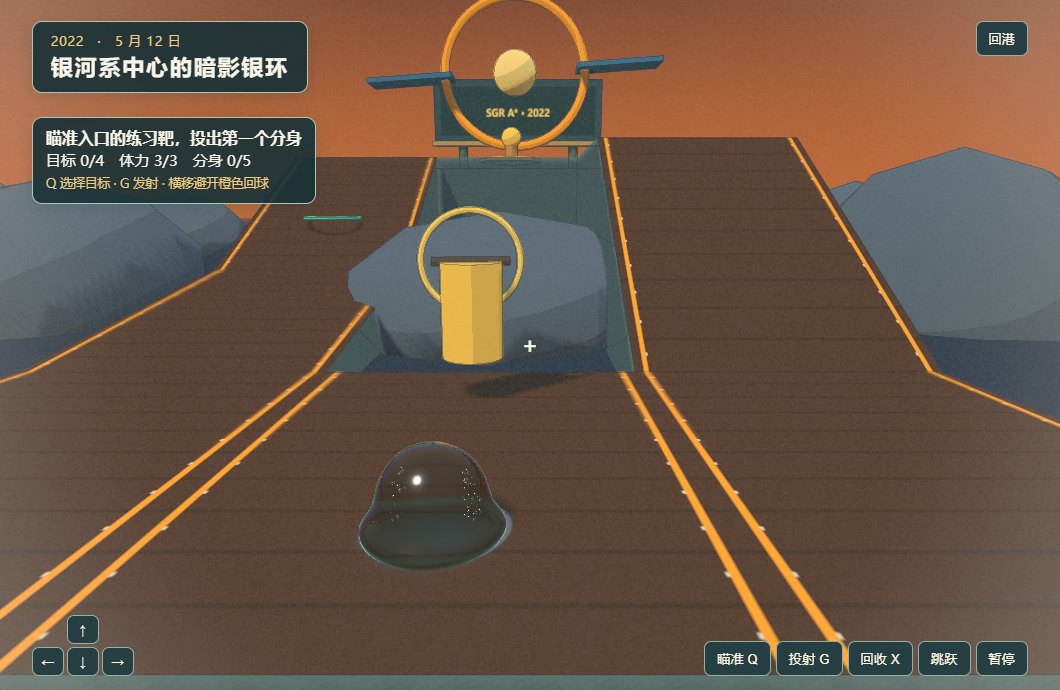 2022 · 5 月 12 日
银河系中心的暗影银环
回港
SGR A* • 2022
瞄准入口的练习靶，投出第一个分身
目标 0/4 体力 3/3 分身 0/5
Q 选择目标 · G 发射 · 横移避开橙色回球
↑
← ↓ →
瞄准 Q 投射 G 回收 X 跳跃 暂停